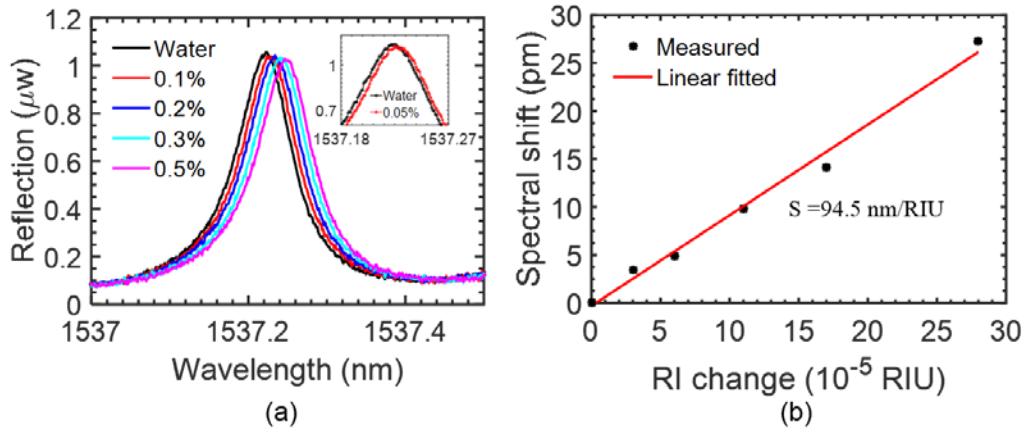 1.2
1
0.8
0.6
0.4
0.2
0
Reflection (μw)
Water
0.1%
0.2%
0.3%
0.5%
1
0.7
Water
0.05%
1537.18 1537.27
1537 1537.2 1537.4
Wavelength (nm)
(a)
30
25
20
15
10
5
0
Spectral shift (pm)
Measured
Linear fitted
S =94.5 nm/RIU
0 5 10 15 20 25 30
RI change (10⁻⁵ RIU)
(b)